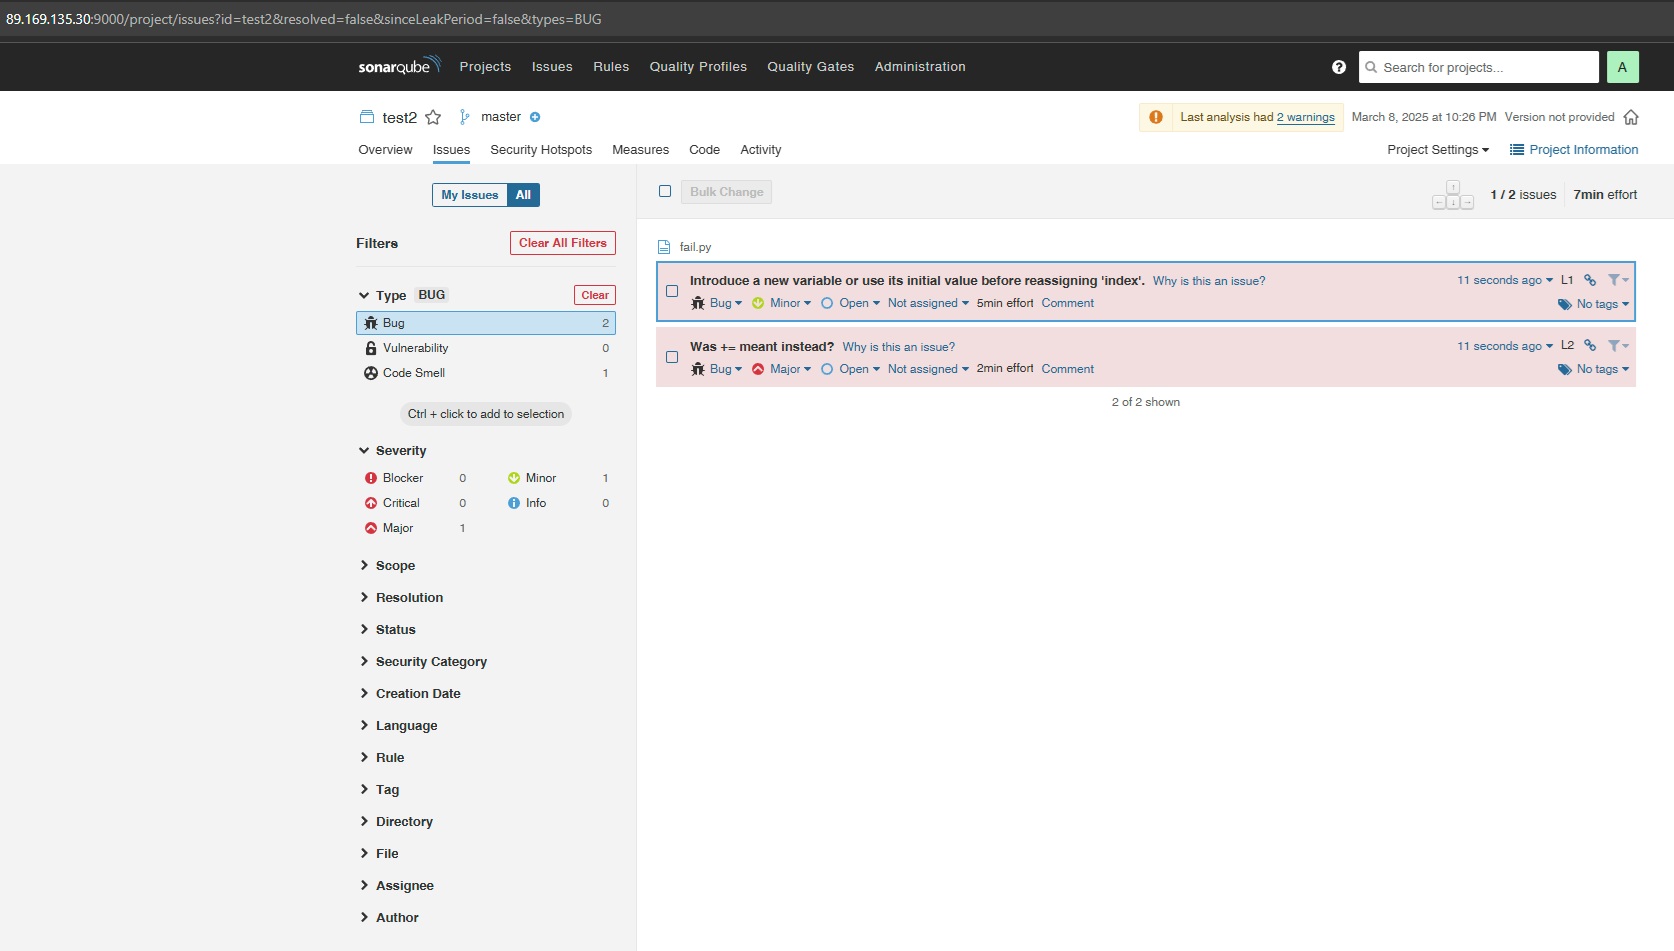 89.169.135.30:9000/project/issues?id=test2&resolved=false&sinceLeakPeriod=false&types=BUG
sonarqube Projects Issues Rules Quality Profiles Quality Gates Administration ? Search for projects... A
test2 master Last analysis had 2 warnings March 8, 2025 at 10:26 PM Version not provided
Overview Issues Security Hotspots Measures Code Activity Project Settings Project Information
My Issues All
Filters Clear All Filters
Type BUG Clear
Bug 2
Vulnerability 0
Code Smell 1
Ctrl + click to add to selection
Severity
Blocker 0 Minor 1
Critical 0 Info 0
Major 1
Scope
Resolution
Status
Security Category
Creation Date
Language
Rule
Tag
Directory
File
Assignee
Author
Bulk Change 1 / 2 issues 7min effort
fail.py
Introduce a new variable or use its initial value before reassigning 'index'. Why is this an issue? 11 seconds ago L1
Bug Minor Open Not assigned 5min effort Comment No tags
Was += meant instead? Why is this an issue? 11 seconds ago L2
Bug Major Open Not assigned 2min effort Comment No tags
2 of 2 shown